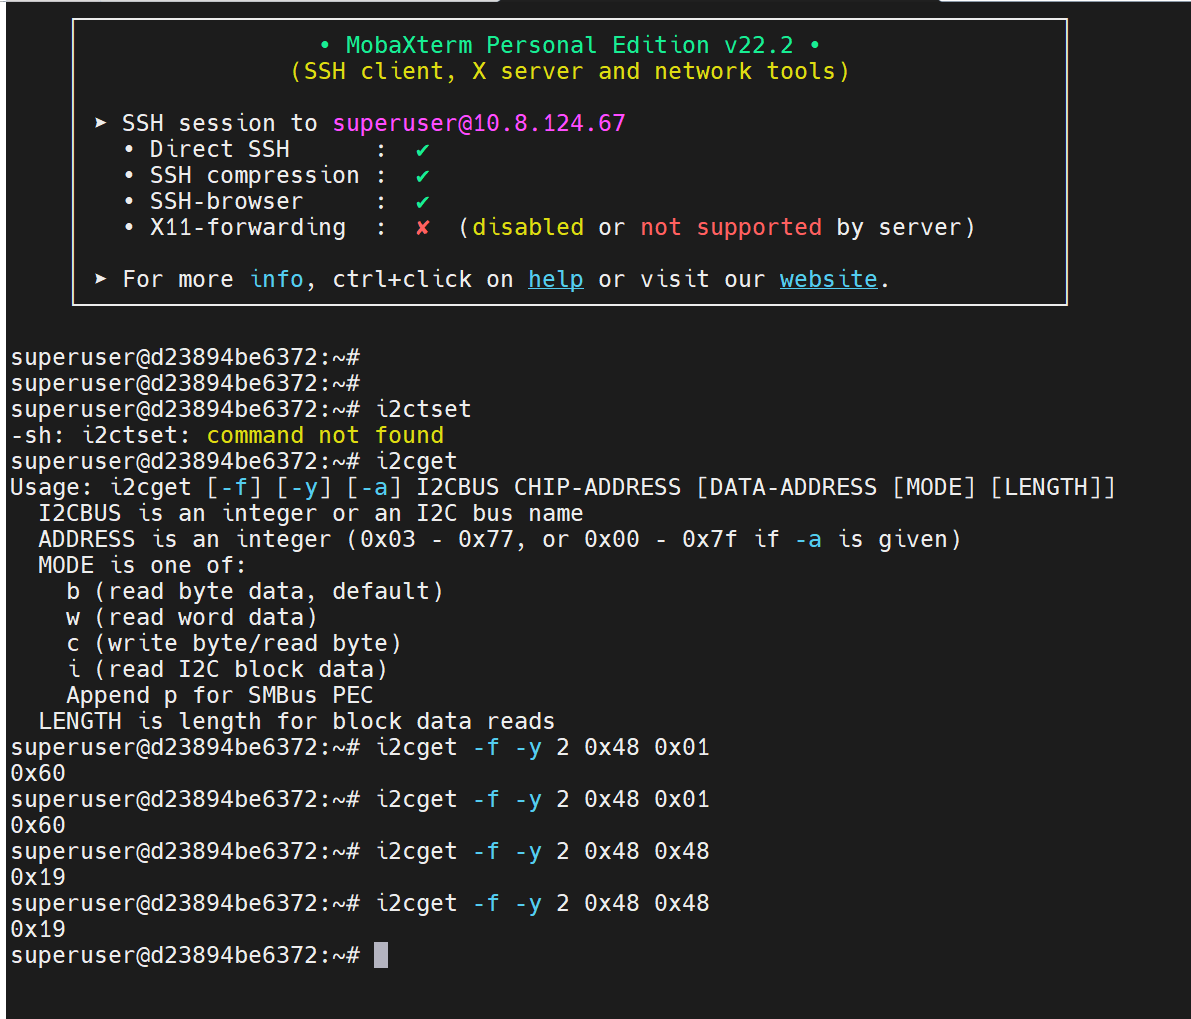 • MobaXterm Personal Edition v22.2 •
(SSH client, X server and network tools)
➤ SSH session to superuser@10.8.124.67
• Direct SSH      :  ✔
• SSH compression :  ✔
• SSH-browser     :  ✔
• X11-forwarding  :  ✘  (disabled or not supported by server)
➤ For more info, ctrl+click on help or visit our website.
superuser@d23894be6372:~#
superuser@d23894be6372:~#
superuser@d23894be6372:~# i2ctset
-sh: i2ctset: command not found
superuser@d23894be6372:~# i2cget
Usage: i2cget [-f] [-y] [-a] I2CBUS CHIP-ADDRESS [DATA-ADDRESS [MODE] [LENGTH]]
  I2CBUS is an integer or an I2C bus name
  ADDRESS is an integer (0x03 - 0x77, or 0x00 - 0x7f if -a is given)
  MODE is one of:
    b (read byte data, default)
    w (read word data)
    c (write byte/read byte)
    i (read I2C block data)
    Append p for SMBus PEC
  LENGTH is length for block data reads
superuser@d23894be6372:~# i2cget -f -y 2 0x48 0x01
0x60
superuser@d23894be6372:~# i2cget -f -y 2 0x48 0x01
0x60
superuser@d23894be6372:~# i2cget -f -y 2 0x48 0x48
0x19
superuser@d23894be6372:~# i2cget -f -y 2 0x48 0x48
0x19
superuser@d23894be6372:~#